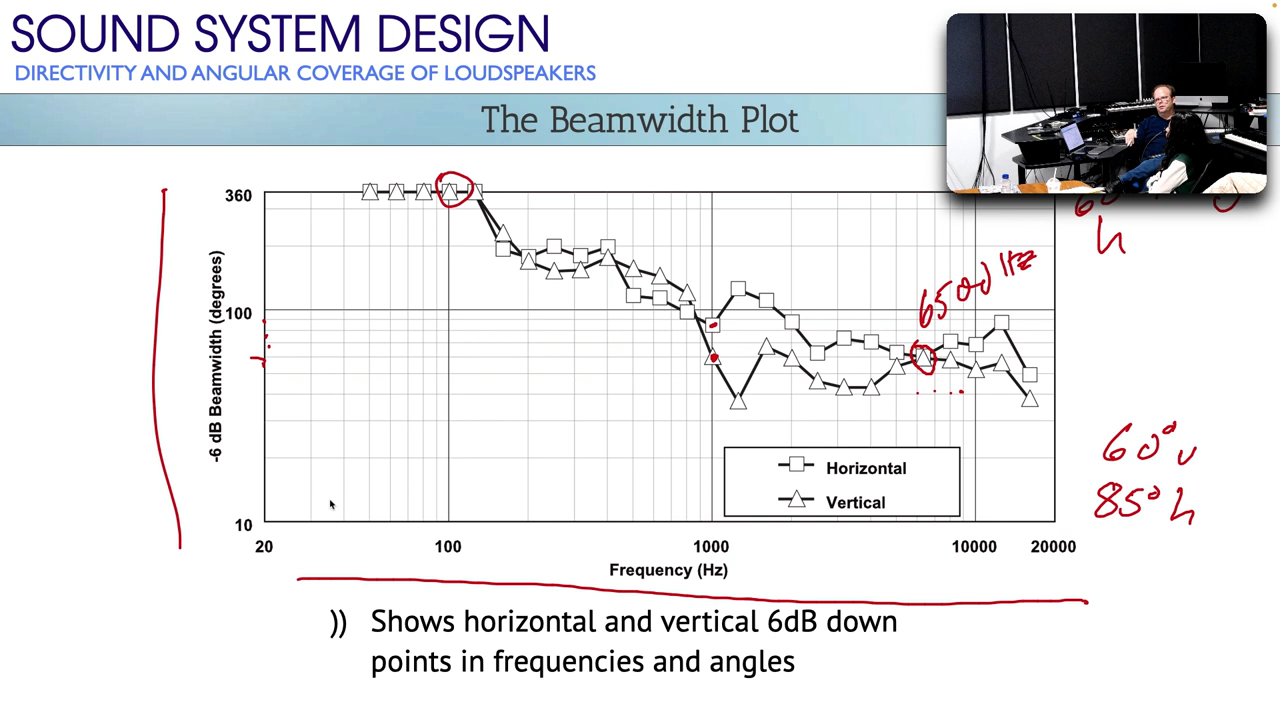 SOUND SYSTEM DESIGN
DIRECTIVITY AND ANGULAR COVERAGE OF LOUDSPEAKERS
The Beamwidth Plot
360
100
10
-6 dB Beamwidth (degrees)
6500 Hz
h
Horizontal
Vertical
60° v
85° h
20
100
1000
10000
20000
Frequency (Hz)
)) Shows horizontal and vertical 6dB down
points in frequencies and angles